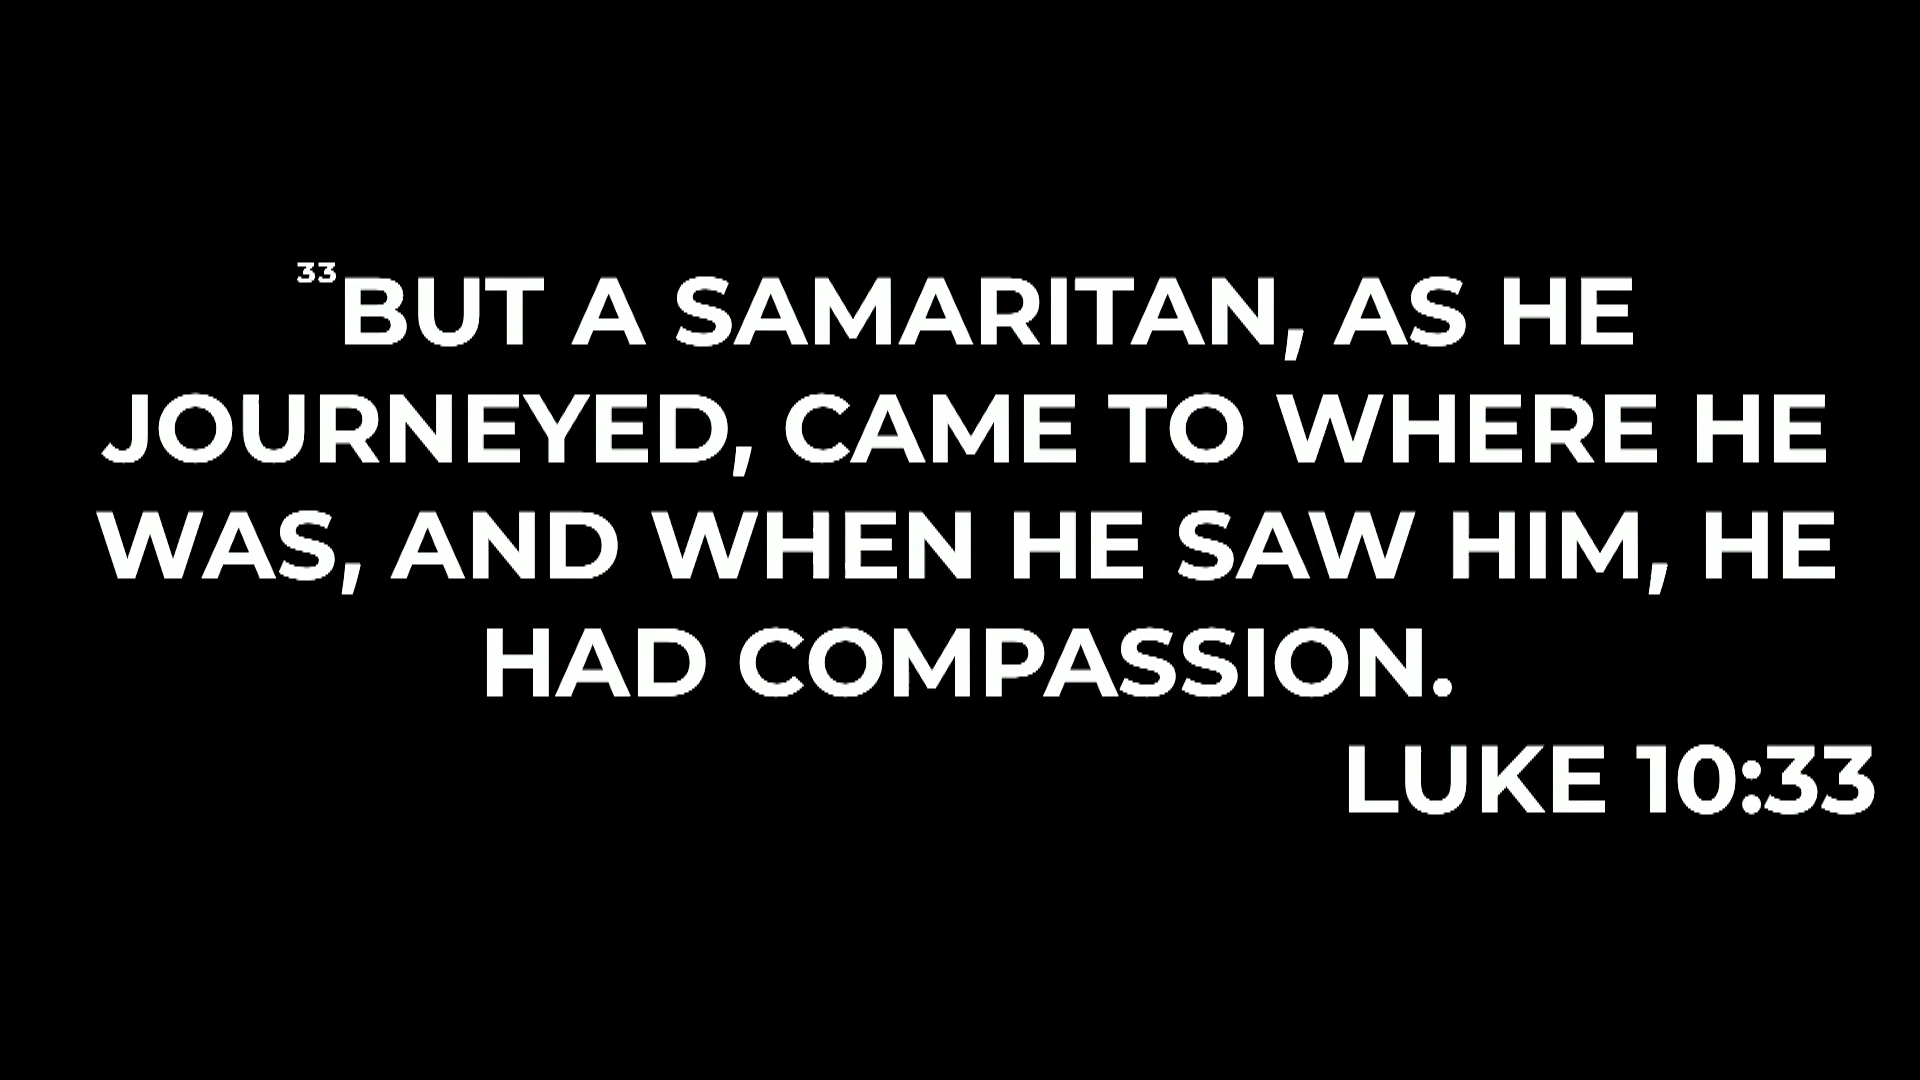 ³³BUT A SAMARITAN, AS HE
JOURNEYED, CAME TO WHERE HE
WAS, AND WHEN HE SAW HIM, HE
HAD COMPASSION.
LUKE 10:33